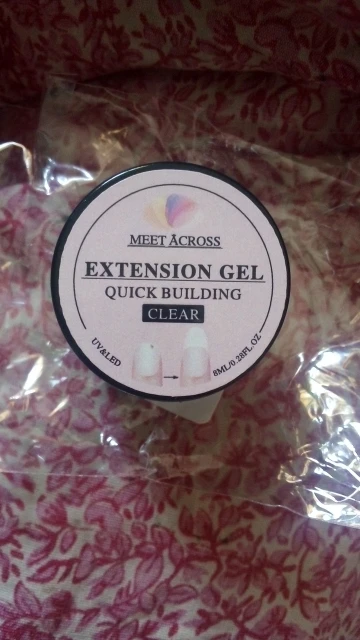 MEET ACROSS
EXTENSION GEL
QUICK BUILDING
CLEAR
UV&LED
8ML/0.28FL.OZ